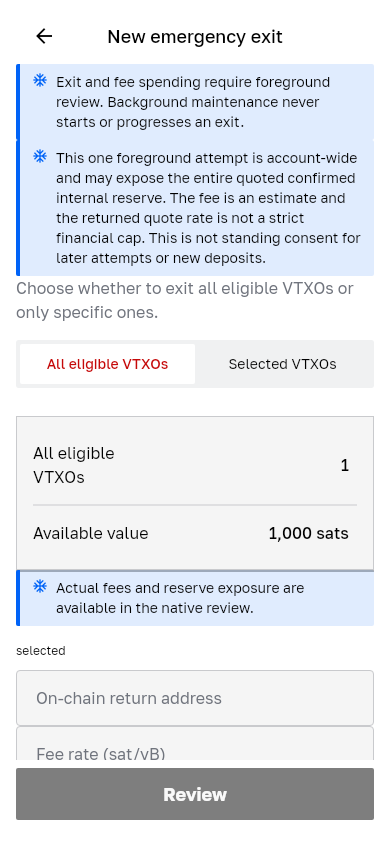 New emergency exit
Exit and fee spending require foreground
review. Background maintenance never
starts or progresses an exit.
This one foreground attempt is account-wide
and may expose the entire quoted confirmed
internal reserve. The fee is an estimate and
the returned quote rate is not a strict
financial cap. This is not standing consent for
later attempts or new deposits.
Choose whether to exit all eligible VTXOs or
only specific ones.
All eligible VTXOs
Selected VTXOs
All eligible
VTXOs
1
Available value
1,000 sats
Actual fees and reserve exposure are
available in the native review.
selected
On-chain return address
Fee rate (sat/vB)
Review